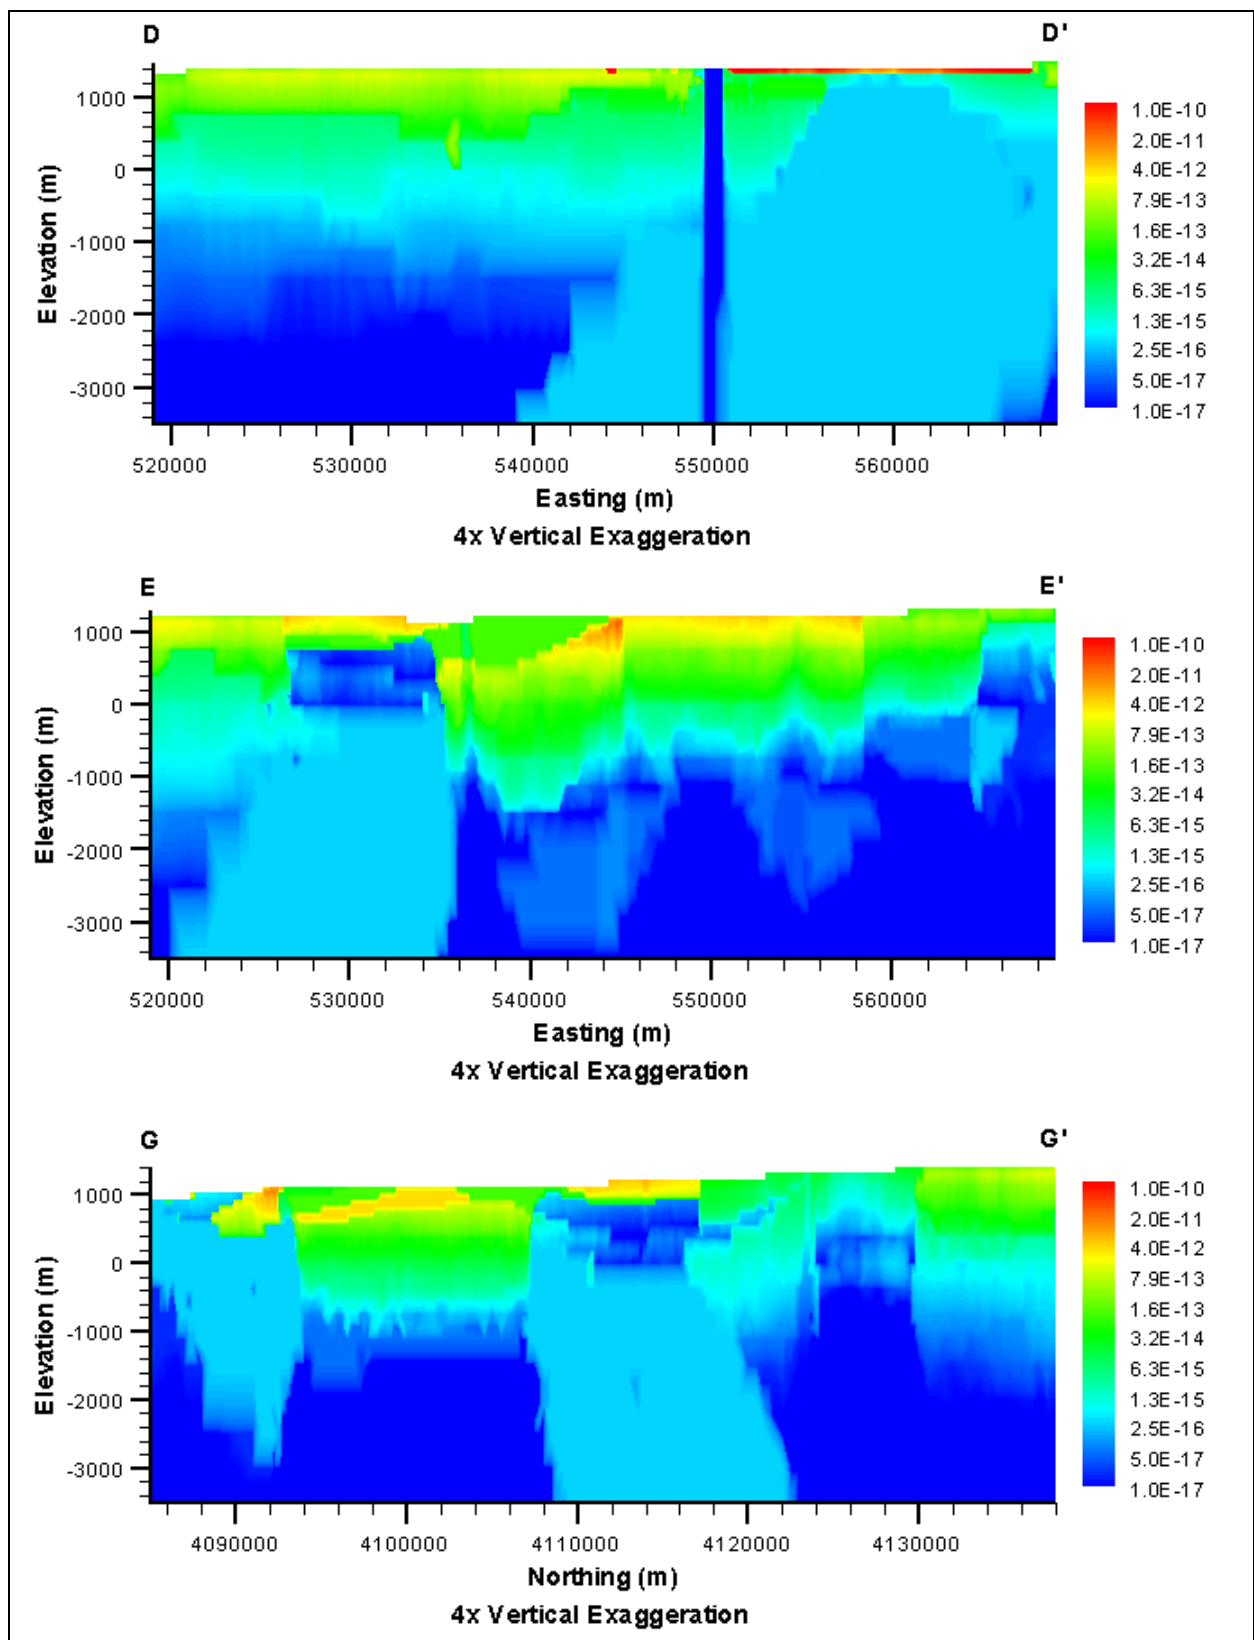 D D'
1000
0
-1000
-2000
-3000
Elevation (m)
520000 530000 540000 550000 560000
Easting (m)
4x Vertical Exaggeration
1.0E-10
2.0E-11
4.0E-12
7.9E-13
1.6E-13
3.2E-14
6.3E-15
1.3E-15
2.5E-16
5.0E-17
1.0E-17
E E'
1000
0
-1000
-2000
-3000
Elevation (m)
520000 530000 540000 550000 560000
Easting (m)
4x Vertical Exaggeration
1.0E-10
2.0E-11
4.0E-12
7.9E-13
1.6E-13
3.2E-14
6.3E-15
1.3E-15
2.5E-16
5.0E-17
1.0E-17
G G'
1000
0
-1000
-2000
-3000
Elevation (m)
4090000 4100000 4110000 4120000 4130000
Northing (m)
4x Vertical Exaggeration
1.0E-10
2.0E-11
4.0E-12
7.9E-13
1.6E-13
3.2E-14
6.3E-15
1.3E-15
2.5E-16
5.0E-17
1.0E-17